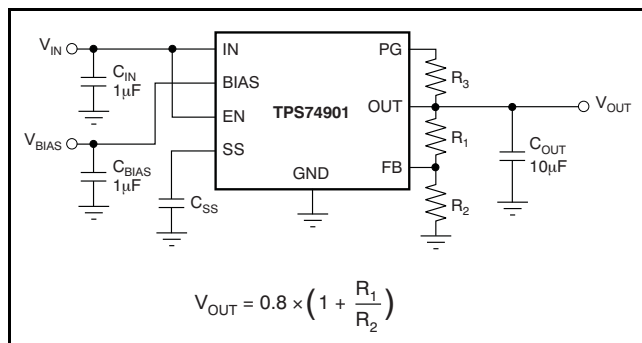 V_IN
IN
PG
C_IN
1µF
BIAS
R_3
TPS74901
OUT
V_OUT
V_BIAS
EN
R_1
C_OUT
10µF
C_BIAS
1µF
SS
FB
GND
C_SS
R_2
V_OUT = 0.8 × (1 + R_1/R_2)